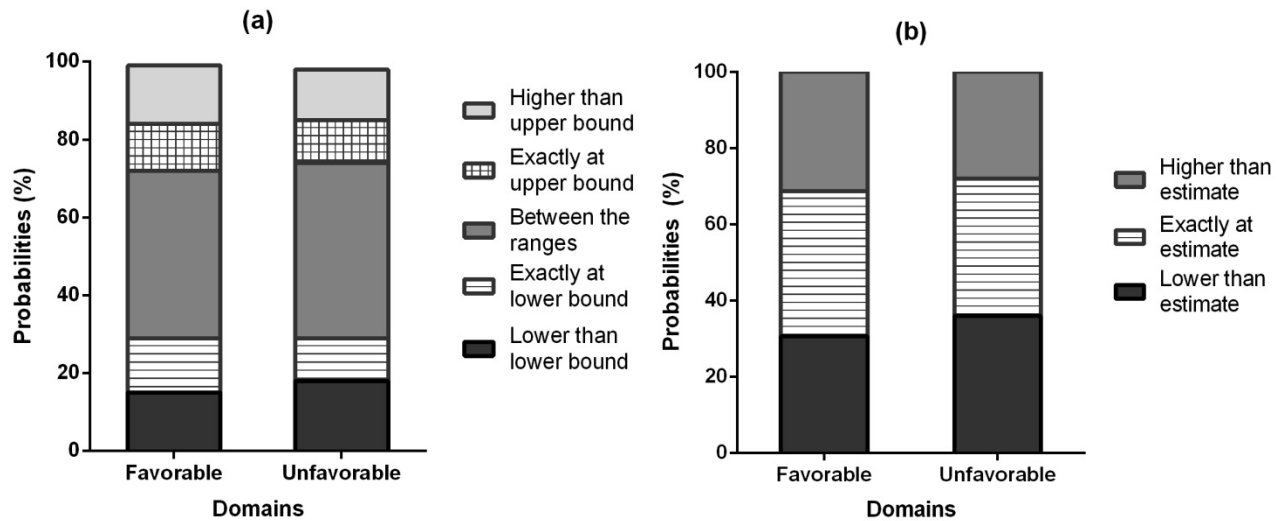 (a)
100
80
60
40
20
0
Probabilities (%)
Favorable
Unfavorable
Domains
Higher than
upper bound
Exactly at
upper bound
Between the
ranges
Exactly at
lower bound
Lower than
lower bound
(b)
100
80
60
40
20
0
Probabilities (%)
Favorable
Unfavorable
Domains
Higher than
estimate
Exactly at
estimate
Lower than
estimate